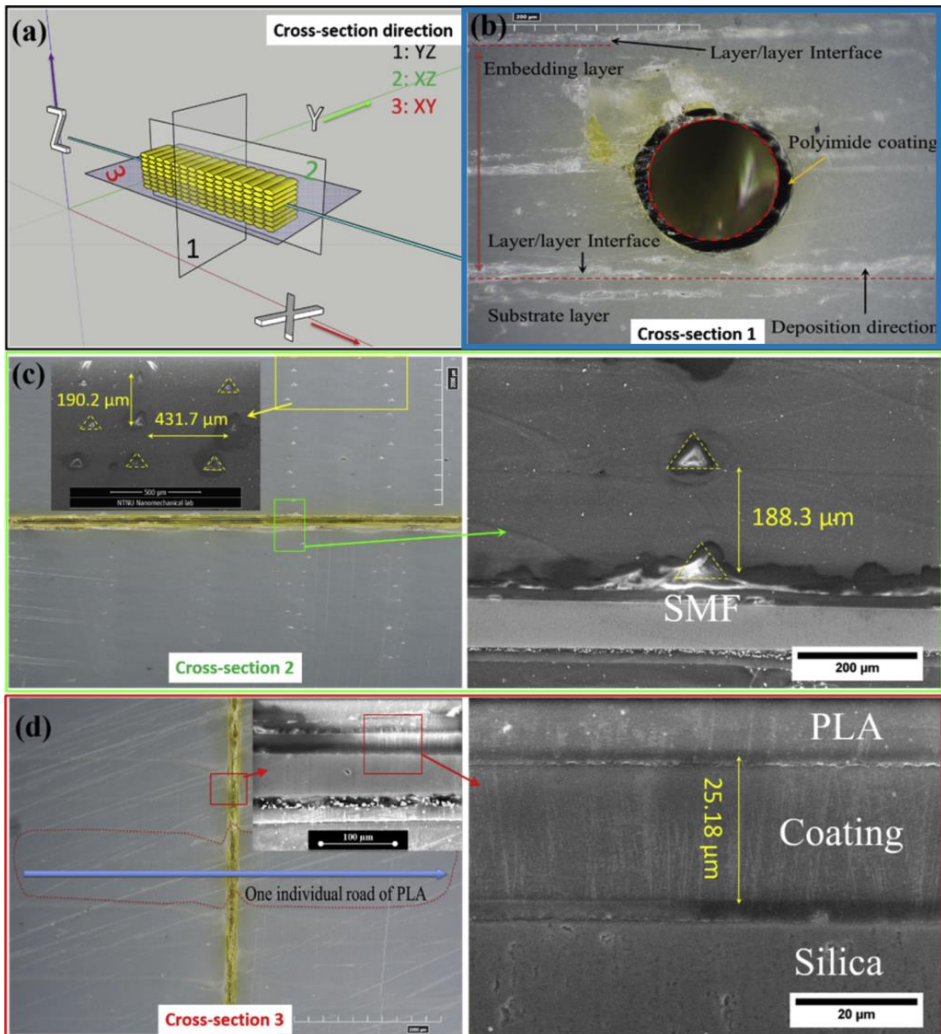 (a)
Cross-section direction
1: YZ
2: XZ
3: XY
Z
Y
X
1
2
3
(b)
200 μm
Layer/layer Interface
Embedding layer
Polyimide coating
Layer/layer Interface
Substrate layer
Deposition direction
Cross-section 1
(c)
190.2 μm
431.7 μm
500 μm
NTNU Nanomechanical lab
Cross-section 2
188.3 μm
SMF
200 μm
(d)
100 μm
One individual road of PLA
Cross-section 3
200 μm
PLA
25.18 μm
Coating
Silica
20 μm